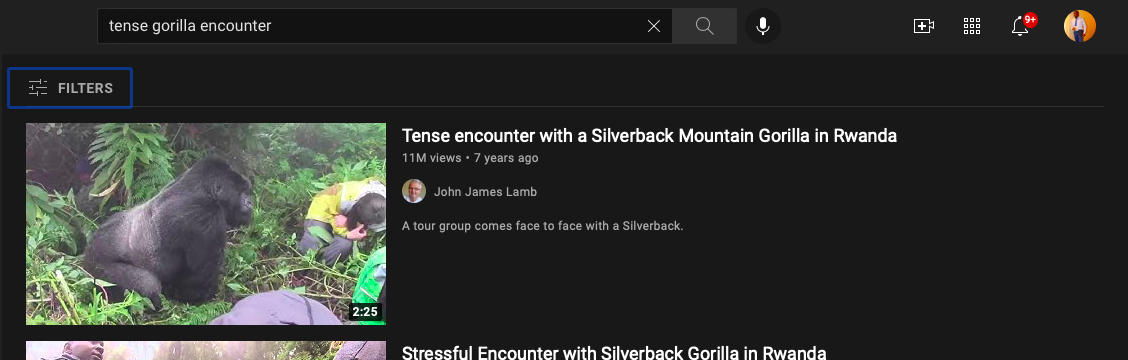 tense gorilla encounter
9+
FILTERS
Tense encounter with a Silverback Mountain Gorilla in Rwanda
11M views • 7 years ago
John James Lamb
A tour group comes face to face with a Silverback.
2:25
Stressful Encounter with Silverback Gorilla in Rwanda